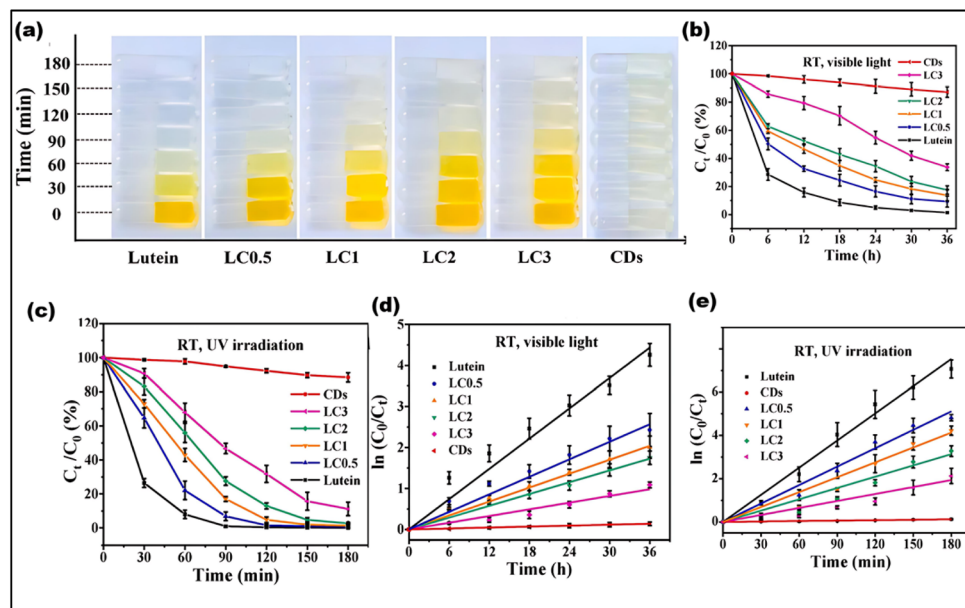 (a)
Time (min)
180
150
120
90
60
30
0
Lutein LC0.5 LC1 LC2 LC3 CDs
(b)
RT, visible light
Ct /C0 (%)
120
100
80
60
40
20
0
CDs
LC3
LC2
LC1
LC0.5
Lutein
0 6 12 18 24 30 36
Time (h)
(c)
RT, UV irradiation
Ct /C0 (%)
120
100
80
60
40
20
0
CDs
LC3
LC2
LC1
LC0.5
Lutein
0 30 60 90 120 150 180
Time (min)
(d)
RT, visible light
ln (C0/Ct)
5
4
3
2
1
0
Lutein
LC0.5
LC1
LC2
LC3
CDs
0 6 12 18 24 30 36
Time (h)
(e)
RT, UV irradiation
ln (C0/Ct)
6
4
2
0
Lutein
CDs
LC0.5
LC1
LC2
LC3
0 30 60 90 120 150 180
Time (min)